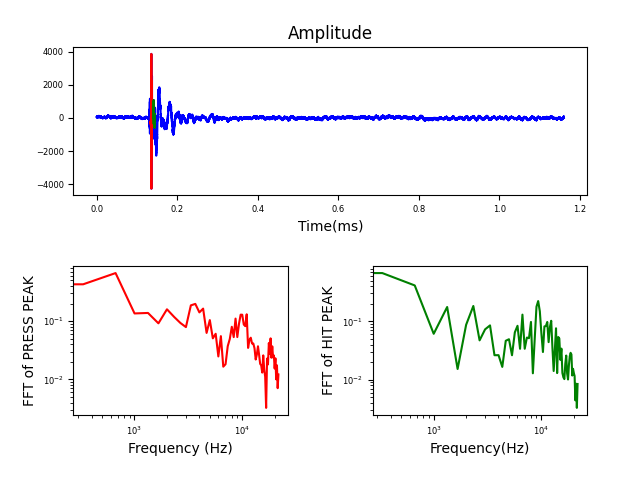 Amplitude
4000
2000
0
−2000
−4000
0.0 0.2 0.4 0.6 0.8 1.0 1.2
Time(ms)
FFT of PRESS PEAK
10⁻¹
10⁻²
10³ 10⁴
Frequency (Hz)
FFT of HIT PEAK
10⁻¹
10⁻²
10³ 10⁴
Frequency(Hz)